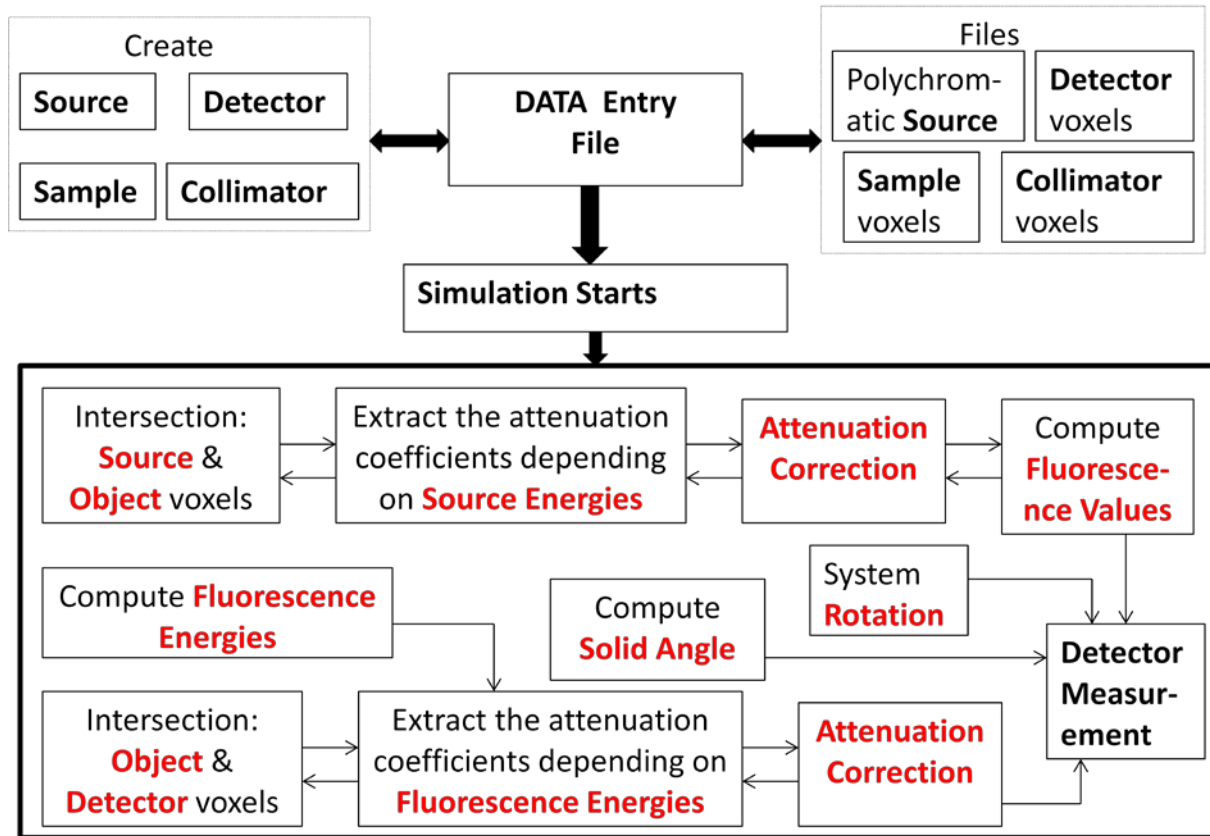 Create
Source
Detector
Sample
Collimator
DATA Entry
File
Files
Polychrom-
atic Source
Detector
voxels
Sample
voxels
Collimator
voxels
Simulation Starts
Intersection:
Source &
Object voxels
Extract the attenuation
coefficients depending
on Source Energies
Attenuation
Correction
Compute
Fluoresce-
nce Values
Compute Fluorescence
Energies
Compute
Solid Angle
System
Rotation
Detector
Measur-
ement
Intersection:
Object &
Detector voxels
Extract the attenuation
coefficients depending on
Fluorescence Energies
Attenuation
Correction